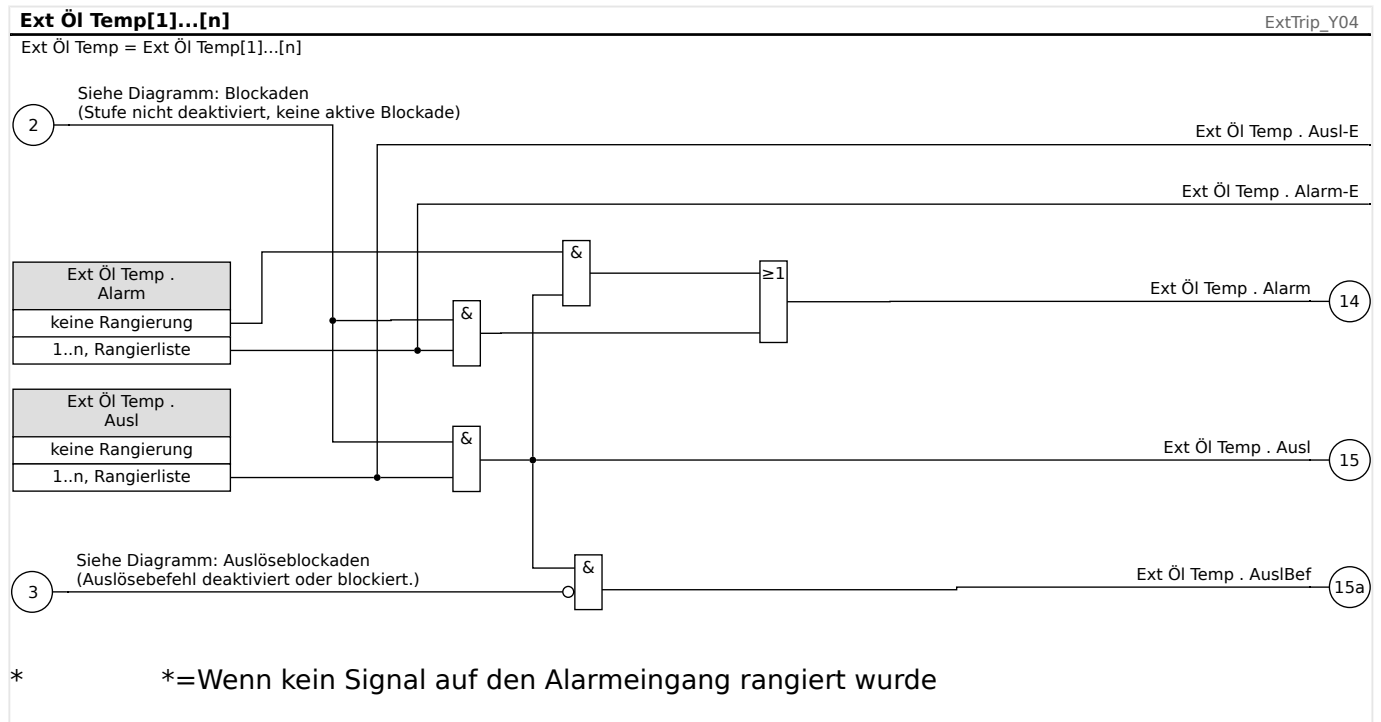 Ext Öl Temp[1]...[n]
ExtTrip_Y04
Ext Öl Temp = Ext Öl Temp[1]...[n]
Siehe Diagramm: Blockaden
(Stufe nicht deaktiviert, keine aktive Blockade)
2
Ext Öl Temp . Ausl-E
Ext Öl Temp . Alarm-E
&
Ext Öl Temp .
Alarm
≥1
Ext Öl Temp . Alarm
14
keine Rangierung
&
1..n, Rangierliste
Ext Öl Temp .
Ausl
keine Rangierung
&
Ext Öl Temp . Ausl
15
1..n, Rangierliste
Siehe Diagramm: Auslöseblockaden
(Auslösebefehl deaktiviert oder blockiert.)
3
&
Ext Öl Temp . AuslBef
15a
* *=Wenn kein Signal auf den Alarmeingang rangiert wurde